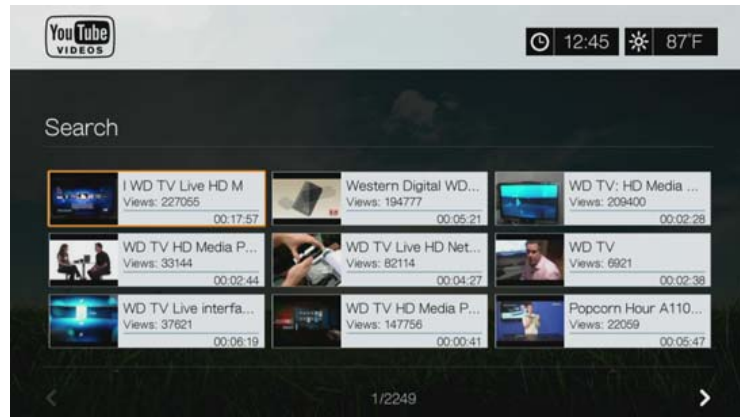 You Tube
VIDEOS
12:45
87°F
Search
I WD TV Live HD M
Views: 227055
00:17:57
Western Digital WD...
Views: 194777
00:05:21
WD TV: HD Media ...
Views: 209400
00:02:28
WD TV HD Media P...
Views: 33144
00:02:44
WD TV Live HD Net...
Views: 82114
00:04:27
WD TV
Views: 6921
00:02:38
WD TV Live interfa...
Views: 37621
00:06:19
WD TV HD Media P...
Views: 147756
00:00:41
Popcorn Hour A110...
Views: 22059
00:05:47
1/2249